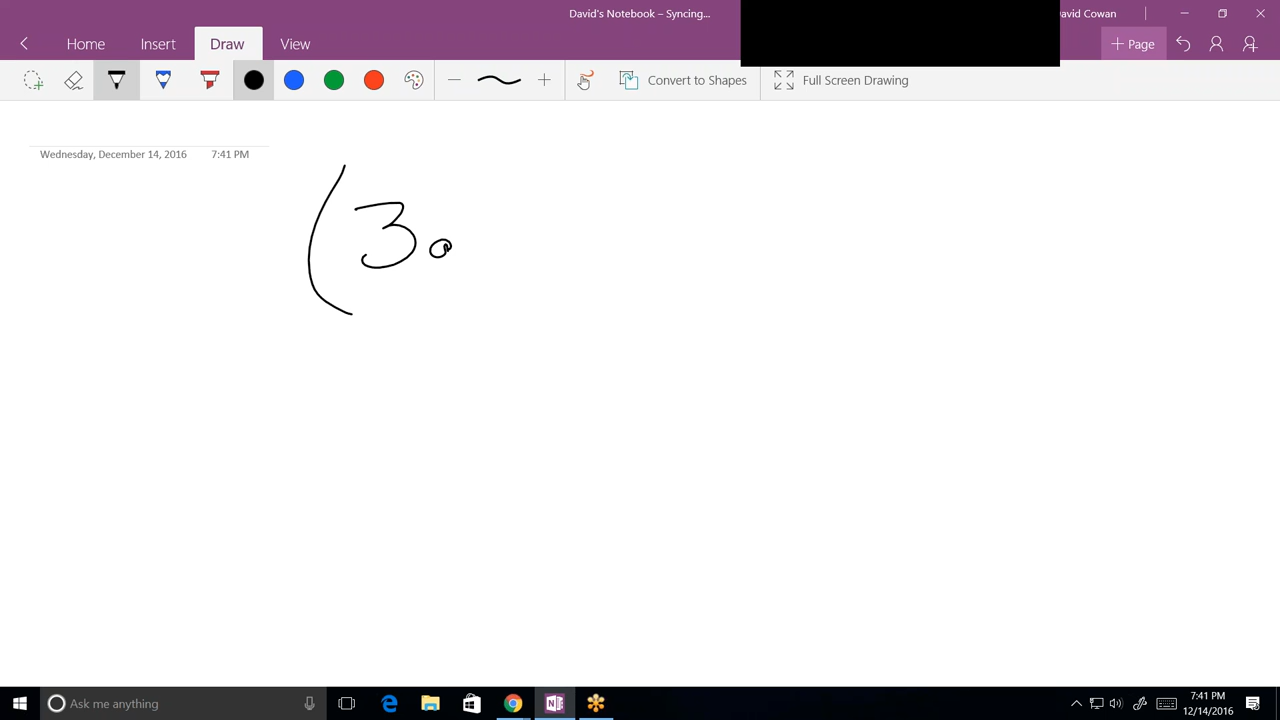 David's Notebook – Syncing...
avid Cowan
Home Insert Draw View
Page
Convert to Shapes Full Screen Drawing
Wednesday, December 14, 2016 7:41 PM
(3
Ask me anything
N
7:41 PM
12/14/2016